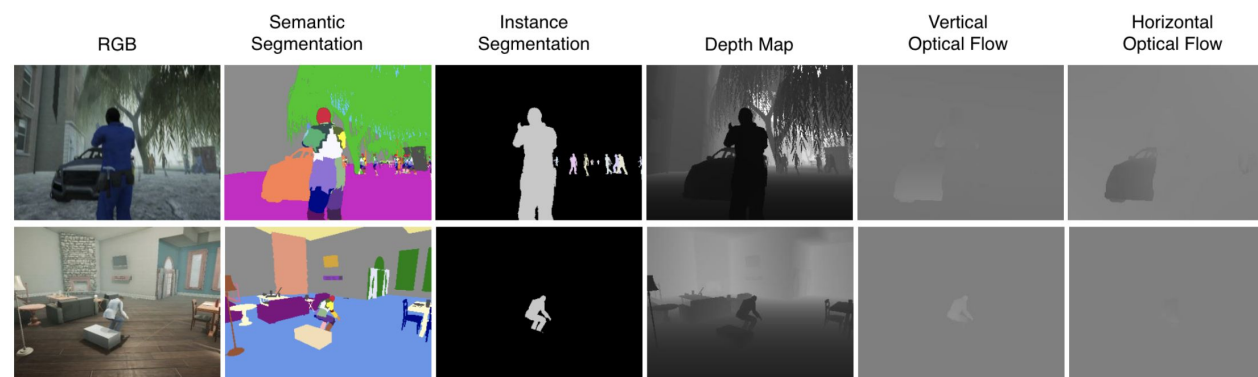 RGB
Semantic
Segmentation
Instance
Segmentation
Depth Map
Vertical
Optical Flow
Horizontal
Optical Flow